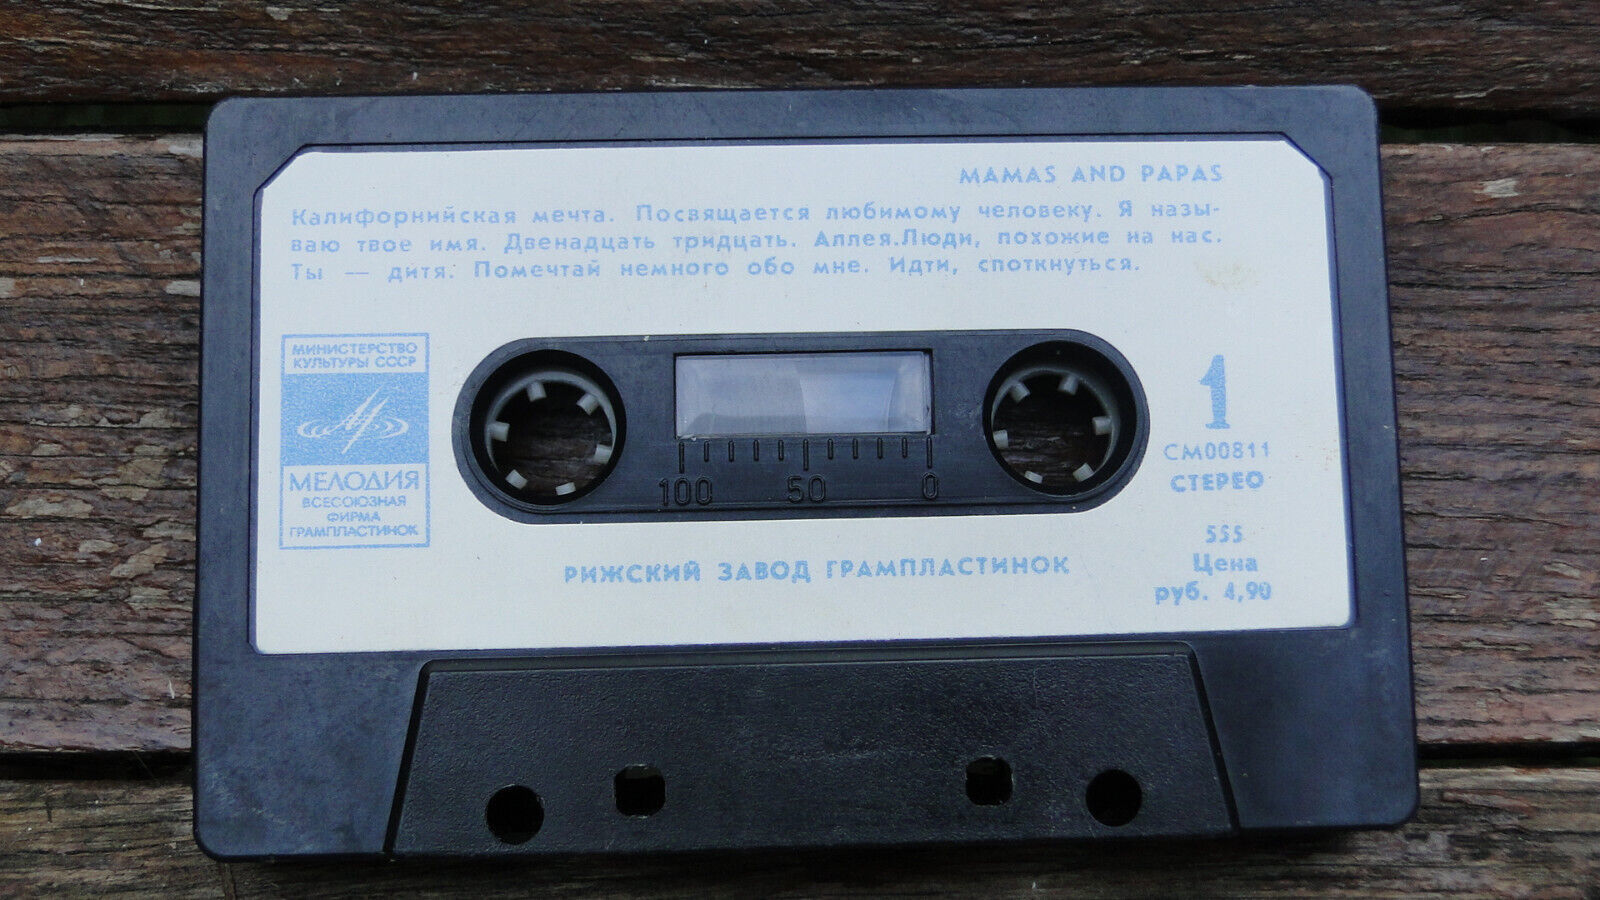 MAMAS AND PAPAS
Калифорнийская мечта. Посвящается любимому человеку. Я назы-
ваю твое имя. Двенадцать тридцать. Аллея.Люди, похожие на нас.
Ты — дитя. Помечтай немного обо мне. Идти, споткнуться.
МИНИСТЕРСТВО
КУЛЬТУРЫ СССР
МЕЛОДИЯ
ВСЕСОЮЗНАЯ
ФИРМА
ГРАМПЛАСТИНОК
100 50 0
1
СМ00811
СТЕРЕО
555
Цена
руб. 4,90
РИЖСКИЙ ЗАВОД ГРАМПЛАСТИНОК